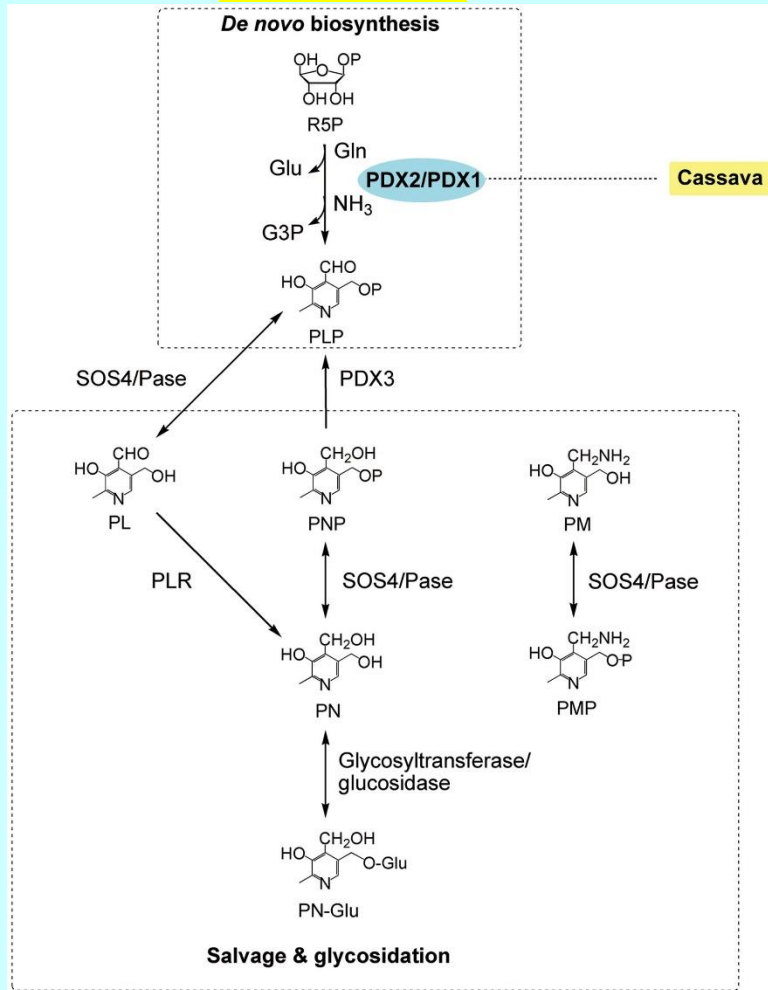 De novo biosynthesis
OH OP
O
OH OH
R5P
Gln
Glu
PDX2/PDX1
Cassava
NH3
G3P
CHO
HO
OP
N
PLP
SOS4/Pase
PDX3
CHO
HO
OH
N
PL
CH2OH
HO
OP
N
PNP
CH2NH2
HO
OH
N
PM
PLR
SOS4/Pase
SOS4/Pase
CH2OH
HO
OH
N
PN
CH2NH2
HO
O-P
N
PMP
Glycosyltransferase/
glucosidase
CH2OH
HO
O-Glu
N
PN-Glu
Salvage & glycosidation